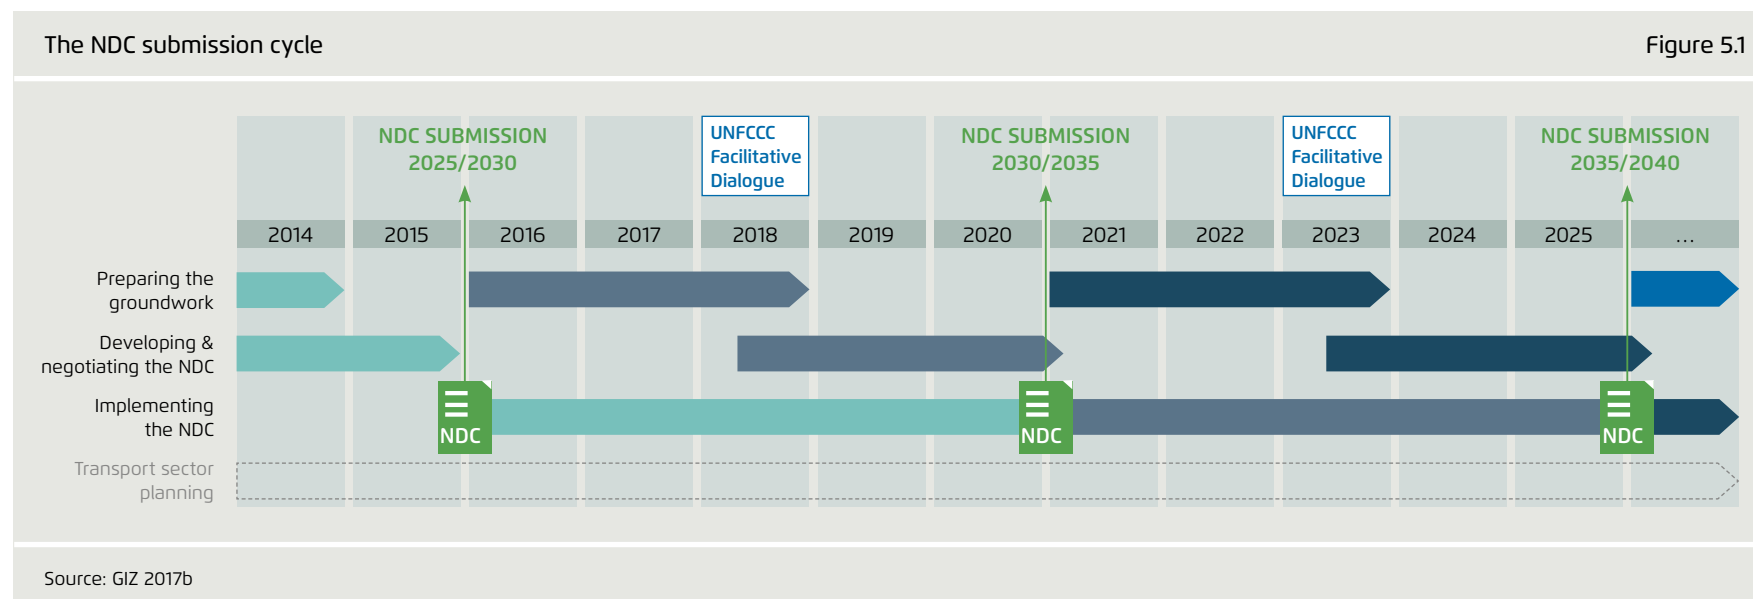 The NDC submission cycle
Figure 5.1
NDC SUBMISSION
2025/2030
UNFCCC
Facilitative
Dialogue
NDC SUBMISSION
2030/2035
UNFCCC
Facilitative
Dialogue
NDC SUBMISSION
2035/2040
2014 2015 2016 2017 2018 2019 2020 2021 2022 2023 2024 2025 ...
Preparing the
groundwork
Developing &
negotiating the NDC
Implementing
the NDC
NDC NDC NDC
Transport sector
planning
Source: GIZ 2017b